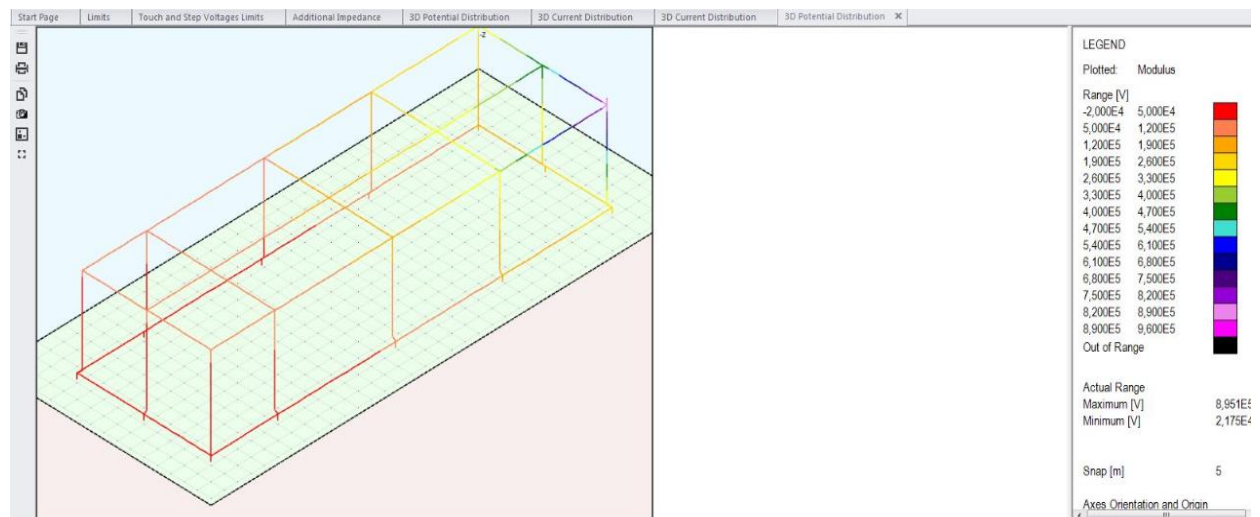 Start Page Limits Touch and Step Voltages Limits Additional Impedance 3D Potential Distribution 3D Current Distribution 3D Current Distribution 3D Potential Distribution X
-Z
LEGEND
Plotted: Modulus
Range [V]
-2,000E4 5,000E4
5,000E4 1,200E5
1,200E5 1,900E5
1,900E5 2,600E5
2,600E5 3,300E5
3,300E5 4,000E5
4,000E5 4,700E5
4,700E5 5,400E5
5,400E5 6,100E5
6,100E5 6,800E5
6,800E5 7,500E5
7,500E5 8,200E5
8,200E5 8,900E5
8,900E5 9,600E5
Out of Range
Actual Range
Maximum [V] 8,951E5
Minimum [V] 2,175E4
Snap [m] 5
Axes Orientation and Origin